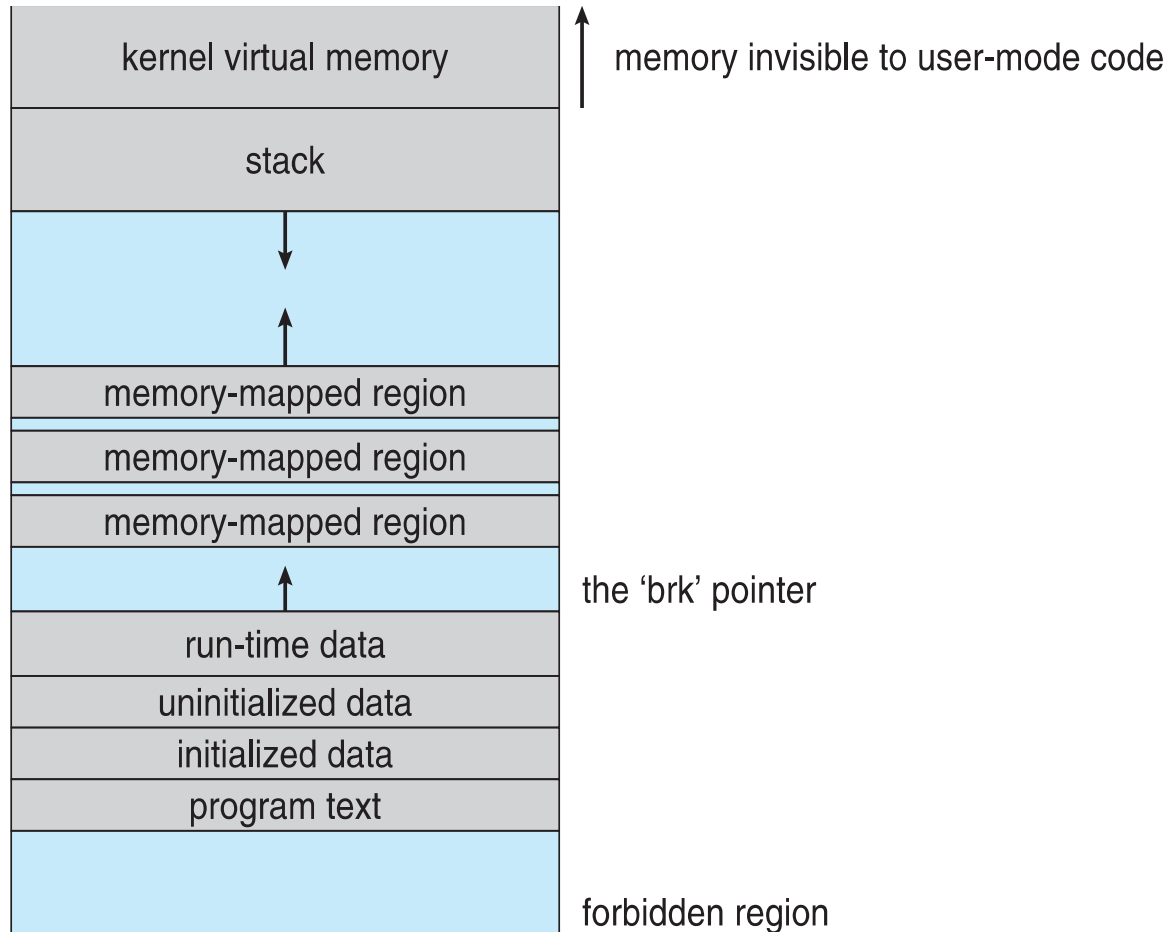 kernel virtual memory
memory invisible to user-mode code
stack
memory-mapped region
memory-mapped region
memory-mapped region
the ‘brk’ pointer
run-time data
uninitialized data
initialized data
program text
forbidden region